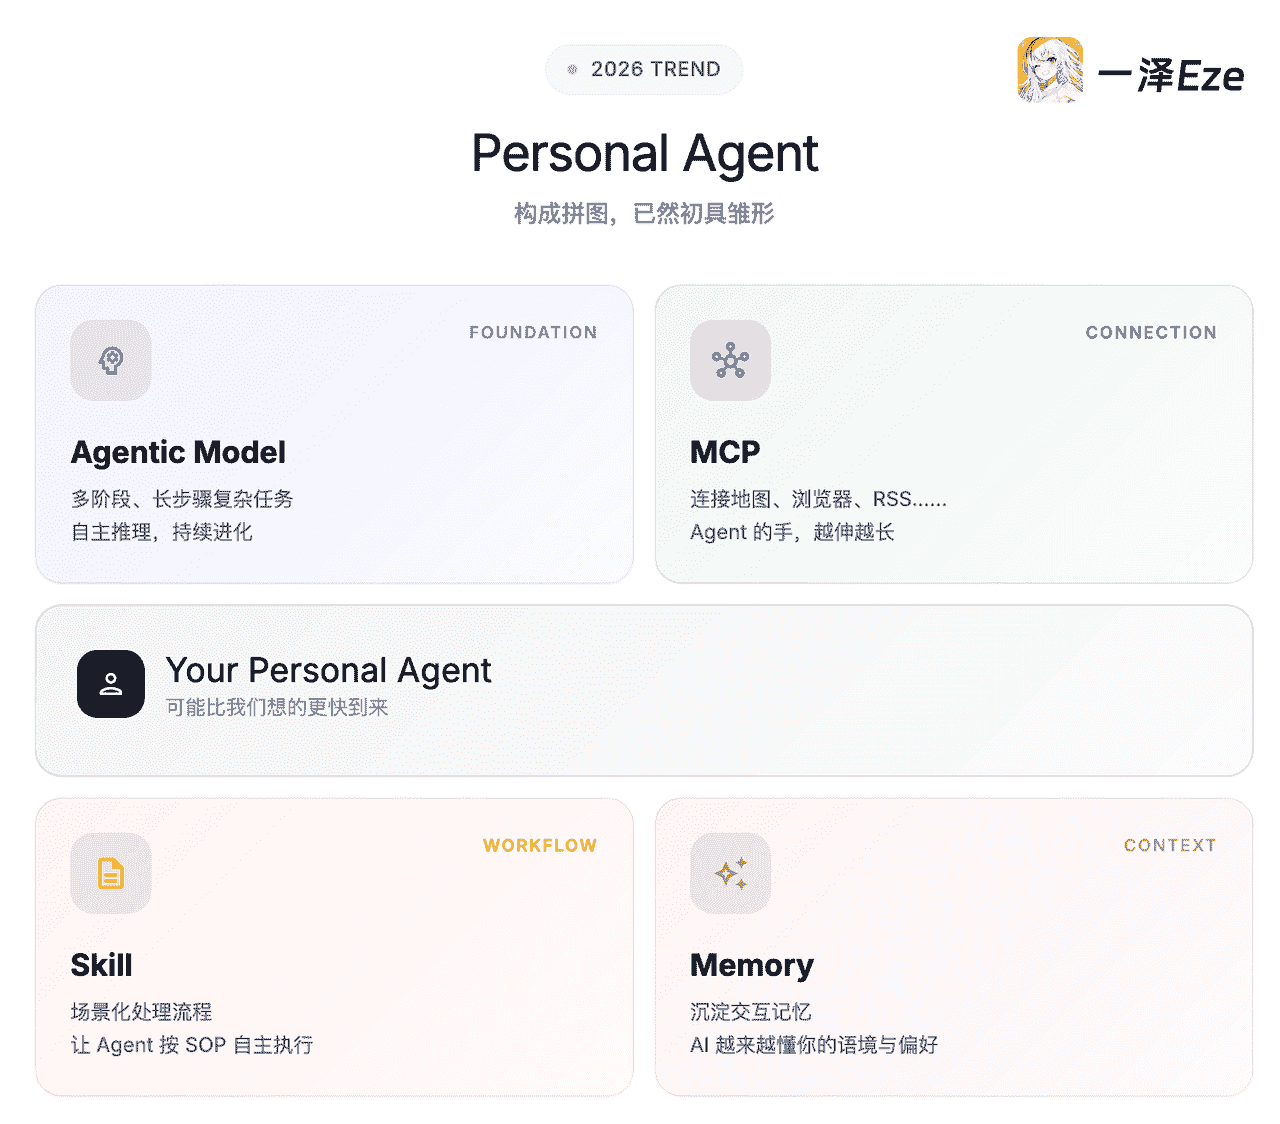 2026 TREND
一泽Eze
Personal Agent
构成拼图，已然初具雏形
FOUNDATION
Agentic Model
多阶段、长步骤复杂任务
自主推理，持续进化
CONNECTION
MCP
连接地图、浏览器、RSS......
Agent 的手，越伸越长
Your Personal Agent
可能比我们想的更快到来
WORKFLOW
Skill
场景化处理流程
让 Agent 按 SOP 自主执行
CONTEXT
Memory
沉淀交互记忆
AI 越来越懂你的语境与偏好